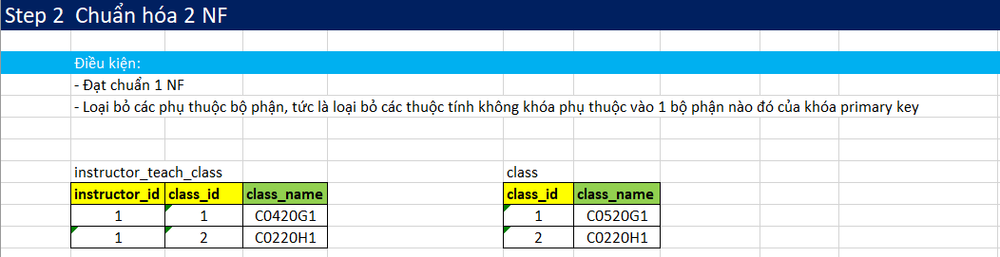 Step 2 Chuẩn hóa 2 NF
Điều kiện:
- Đạt chuẩn 1 NF
- Loại bỏ các phụ thuộc bộ phận, tức là loại bỏ các thuộc tính không khóa phụ thuộc vào 1 bộ phận nào đó của khóa primary key
instructor_teach_class
instructor_id class_id class_name
1 1 C0420G1
1 2 C0220H1
class
class_id class_name
1 C0520G1
2 C0220H1